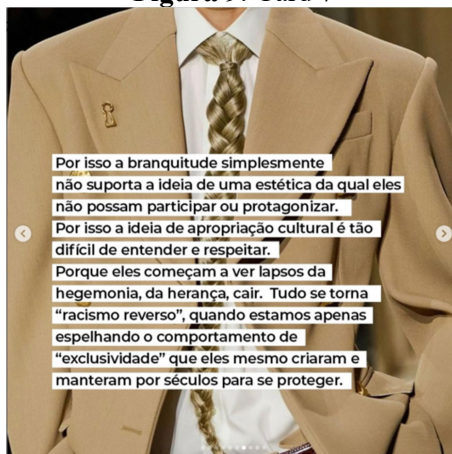 Por isso a branquitude simplesmente
não suporta a ideia de uma estética da qual eles
não possam participar ou protagonizar.
Por isso a ideia de apropriação cultural é tão
difícil de entender e respeitar.
Porque eles começam a ver lapsos da
hegemonia, da herança, cair. Tudo se torna
“racismo reverso”, quando estamos apenas
espelhando o comportamento de
“exclusividade” que eles mesmo criaram e
manteram por séculos para se proteger.